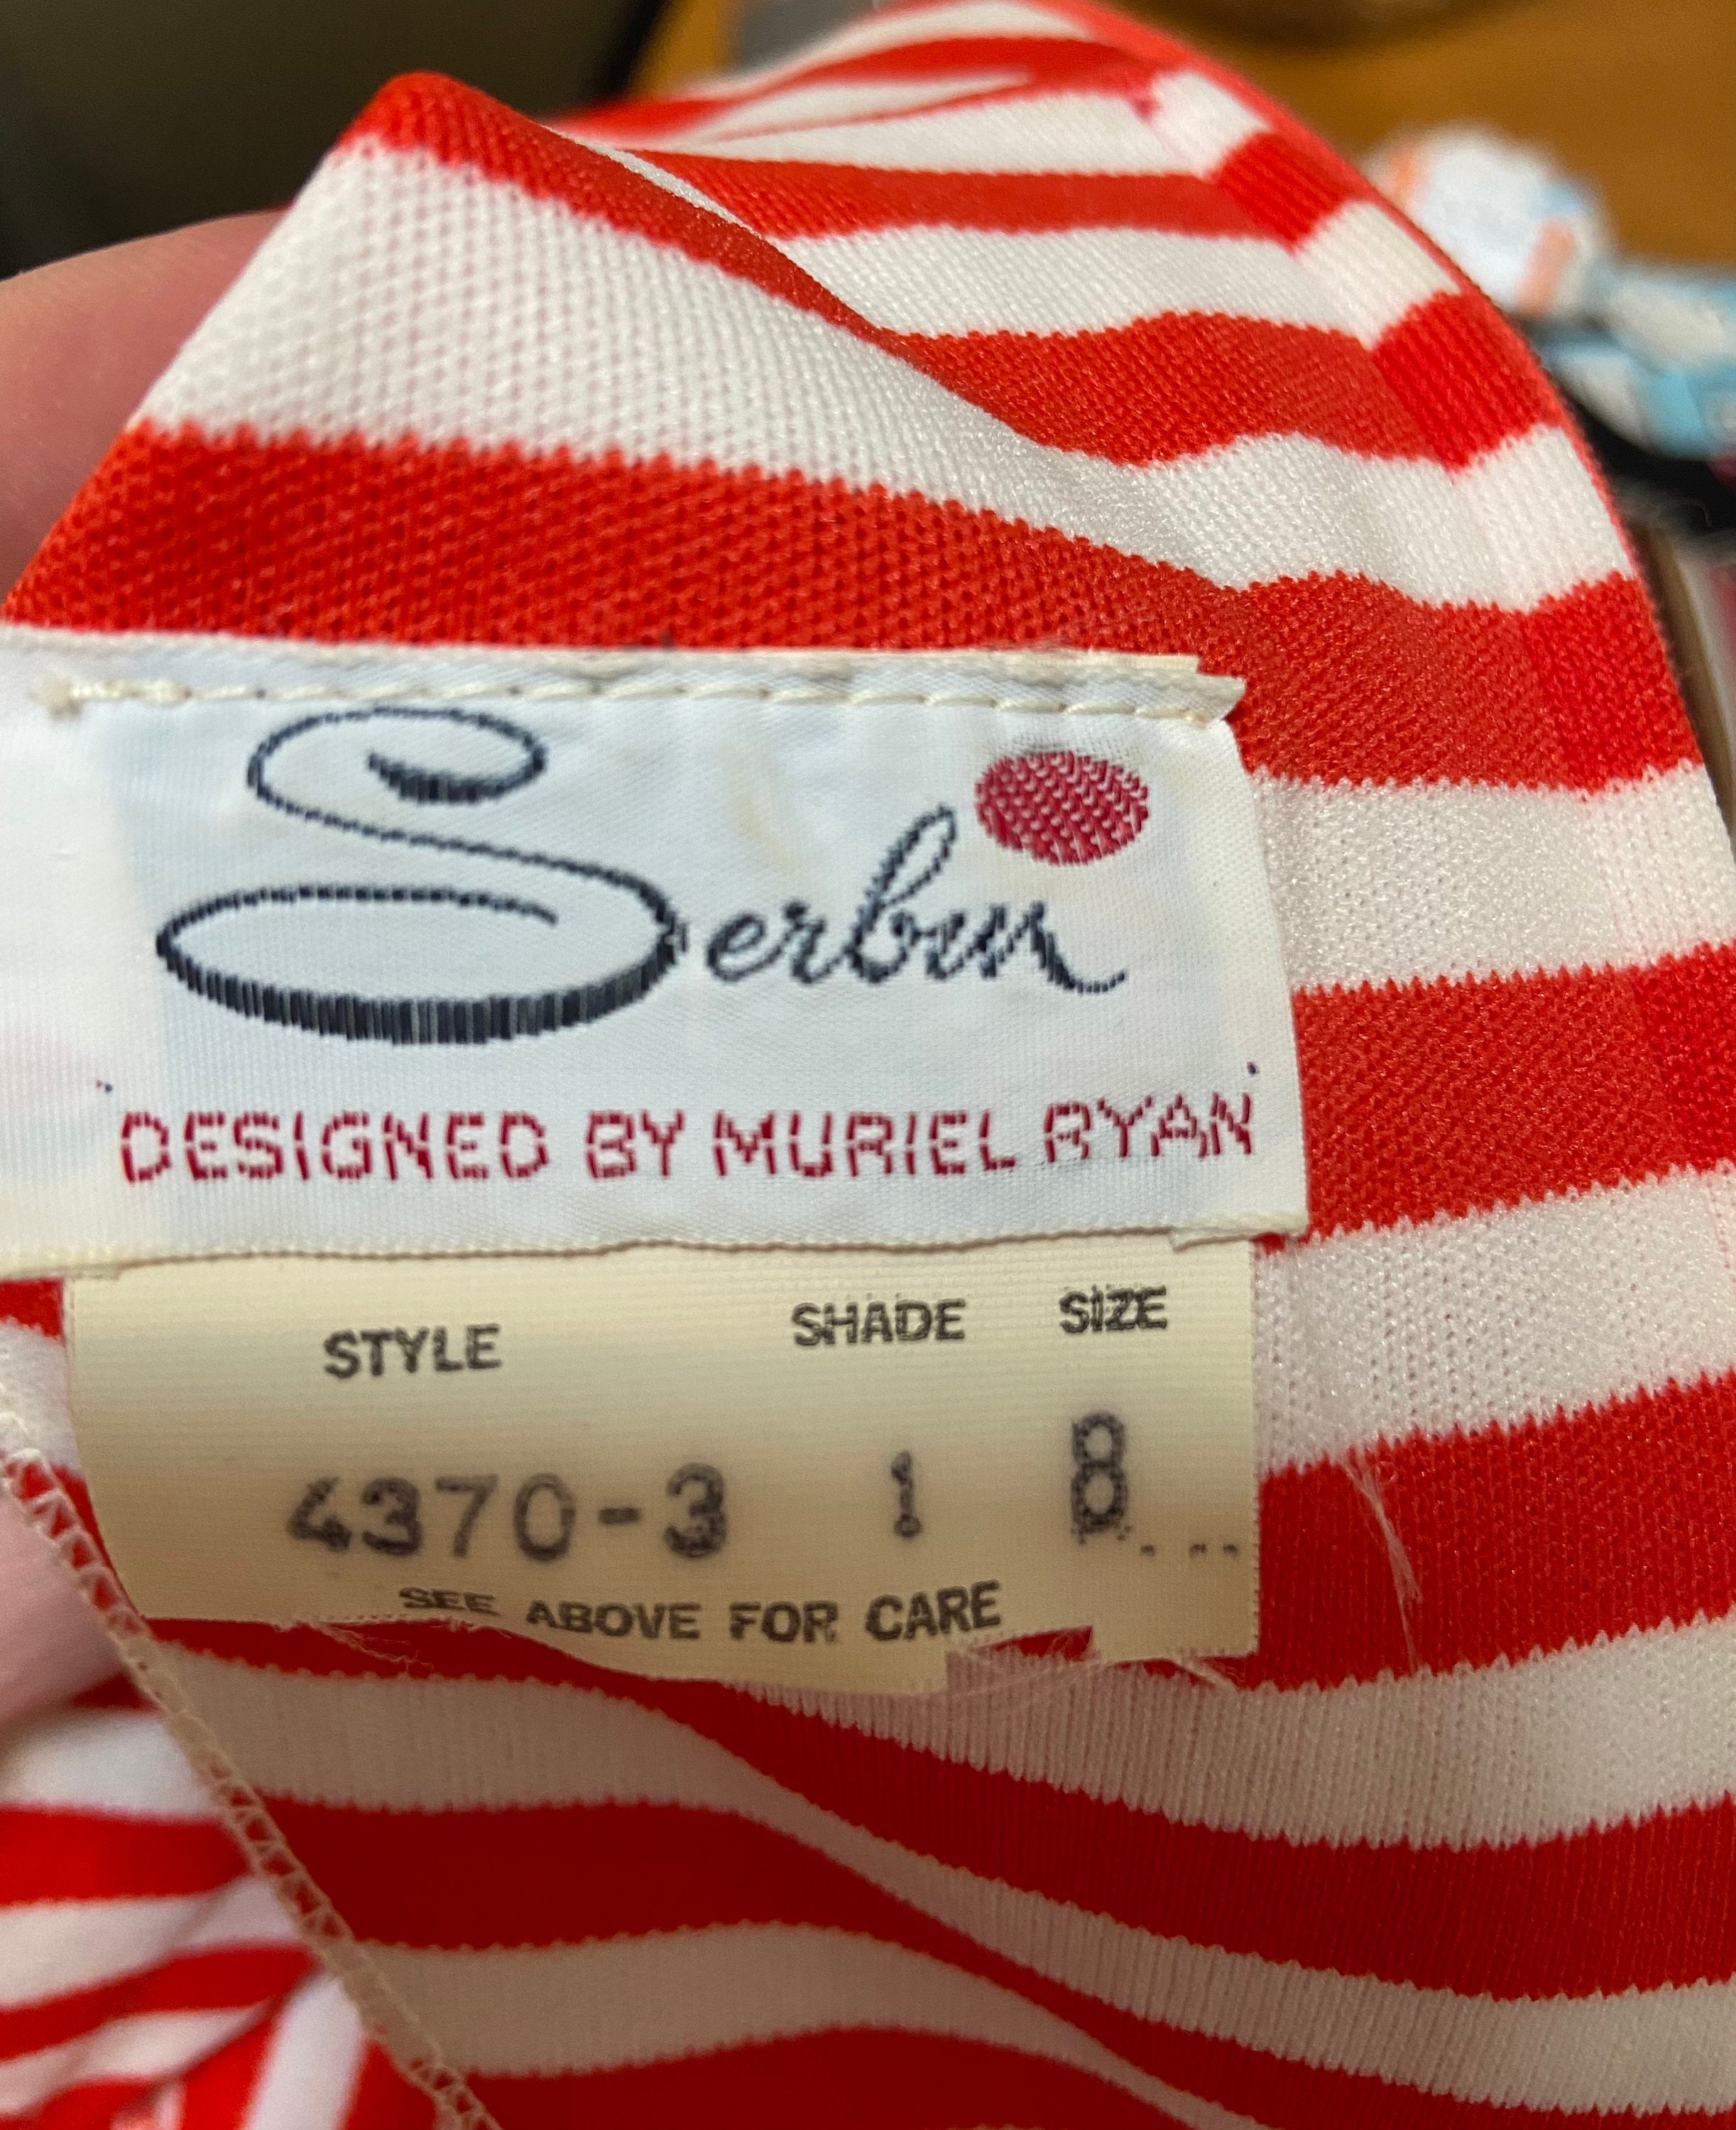 Serbin
DESIGNED BY MURIEL RYAN
STYLE SHADE SIZE
4370-3 1 8
SEE ABOVE FOR CARE